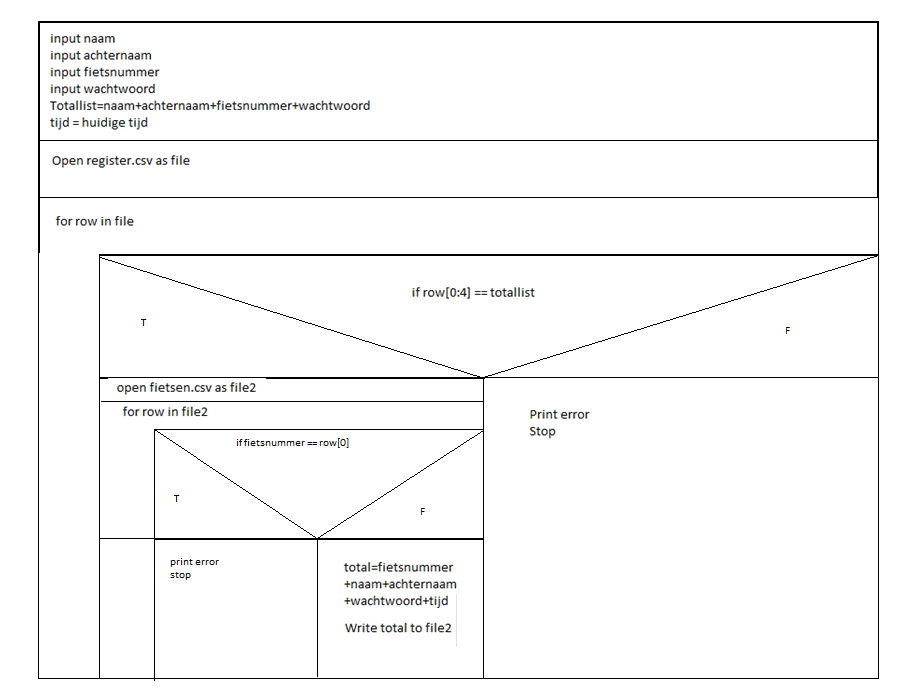 input naam
input achternaam
input fietsnummer
input wachtwoord
Totallist=naam+achternaam+fietsnummer+wachtwoord
tijd = huidige tijd
Open register.csv as file
for row in file
if row[0:4] == totallist
T
F
open fietsen.csv as file2
for row in file2
Print error
Stop
if fietsnummer == row[0]
T
F
print error
stop
total=fietsnummer
+naam+achternaam
+wachtwoord+tijd
Write total to file2